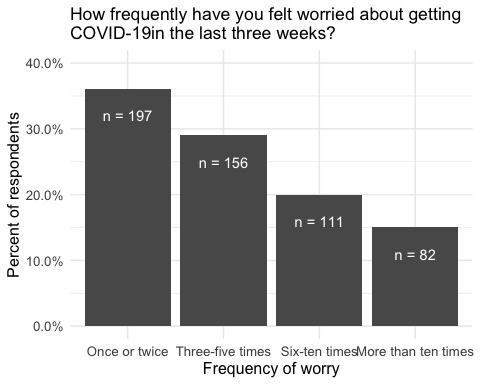 How frequently have you felt worried about getting
COVID-19in the last three weeks?
40.0%
30.0%
20.0%
10.0%
0.0%
Percent of respondents
n = 197
n = 156
n = 111
n = 82
Once or twice
Three-five times
Six-ten times
More than ten times
Frequency of worry